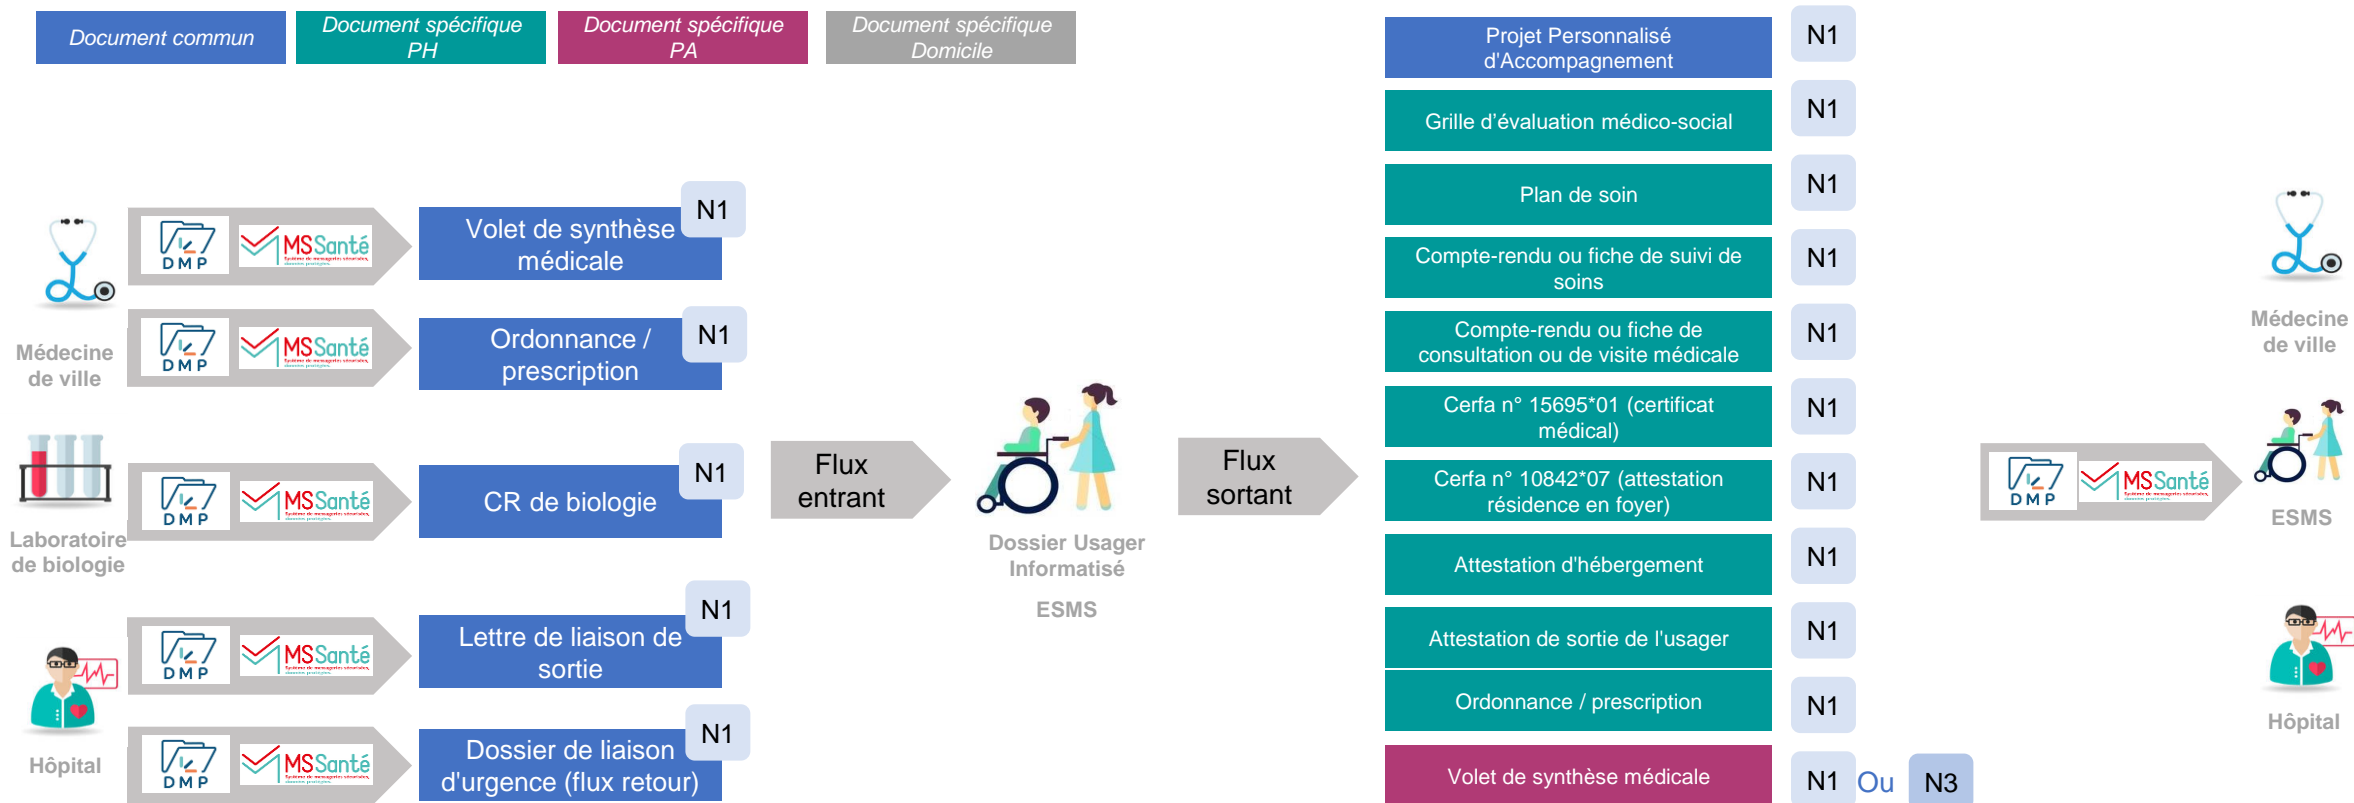 Document commun
Document spécifique
PH
Document spécifique
PA
Document spécifique
Domicile
Médecine
de ville
DMP
MSSanté
Volet de synthèse
médicale
N1
DMP
MSSanté
Ordonnance /
prescription
N1
Laboratoire
de biologie
DMP
MSSanté
CR de biologie
N1
Hôpital
DMP
MSSanté
Lettre de liaison de
sortie
N1
DMP
MSSanté
Dossier de liaison
d'urgence (flux retour)
N1
Flux
entrant
Dossier Usager
Informatisé
ESMS
Flux
sortant
Projet Personnalisé
d'Accompagnement
N1
Grille d'évaluation médico-social
N1
Plan de soin
N1
Compte-rendu ou fiche de suivi de
soins
N1
Compte-rendu ou fiche de
consultation ou de visite médicale
N1
Cerfa n° 15695*01 (certificat
médical)
N1
Cerfa n° 10842*07 (attestation
résidence en foyer)
N1
Attestation d'hébergement
N1
Attestation de sortie de l'usager
N1
Ordonnance / prescription
N1
Volet de synthèse médicale
N1 Ou N3
DMP
MSSanté
Médecine
de ville
ESMS
Hôpital